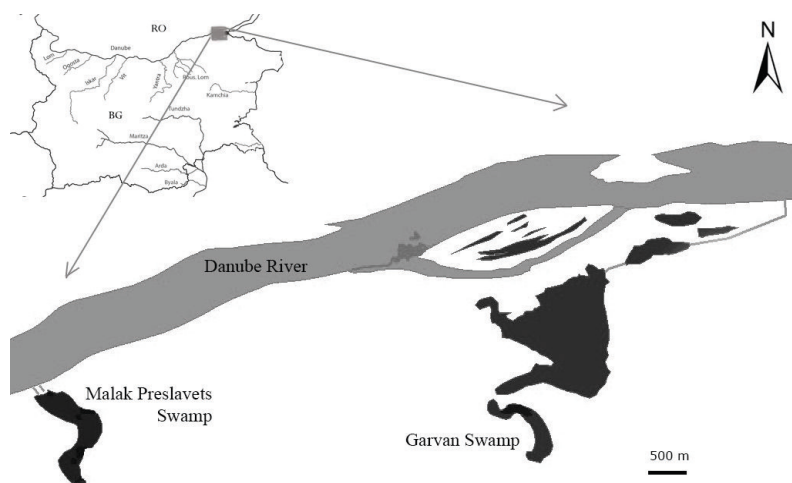 RO
Danube
Lom
Ogosta
Iskar
Vit
Yantra
Rous. Lom
Kamchia
Tundzha
BG
Maritza
Arda
Byala
N
Danube River
Malak Preslavets
Swamp
Garvan Swamp
500 m